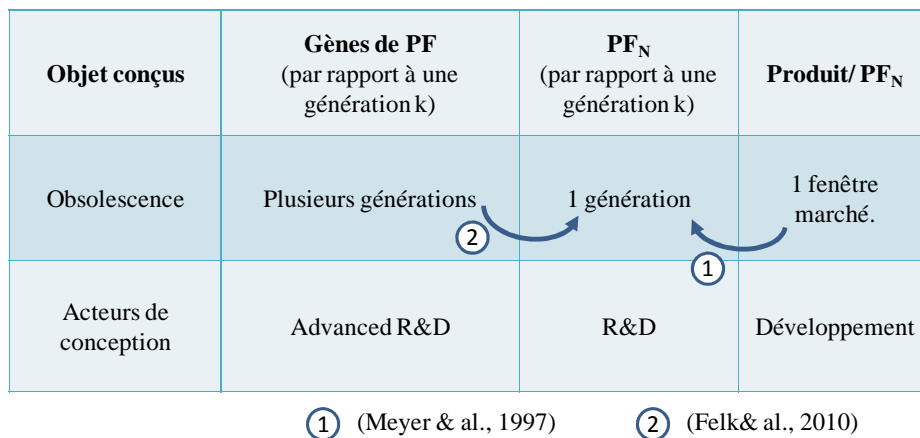 Objet conçus
Gènes de PF
(par rapport à une
génération k)
PFN
(par rapport à une
génération k)
Produit/ PFN
Obsolescence
Plusieurs générations
1 génération
1 fenêtre
marché.
2
1
Acteurs de
conception
Advanced R&D
R&D
Développement
1 (Meyer & al., 1997)
2 (Felk& al., 2010)